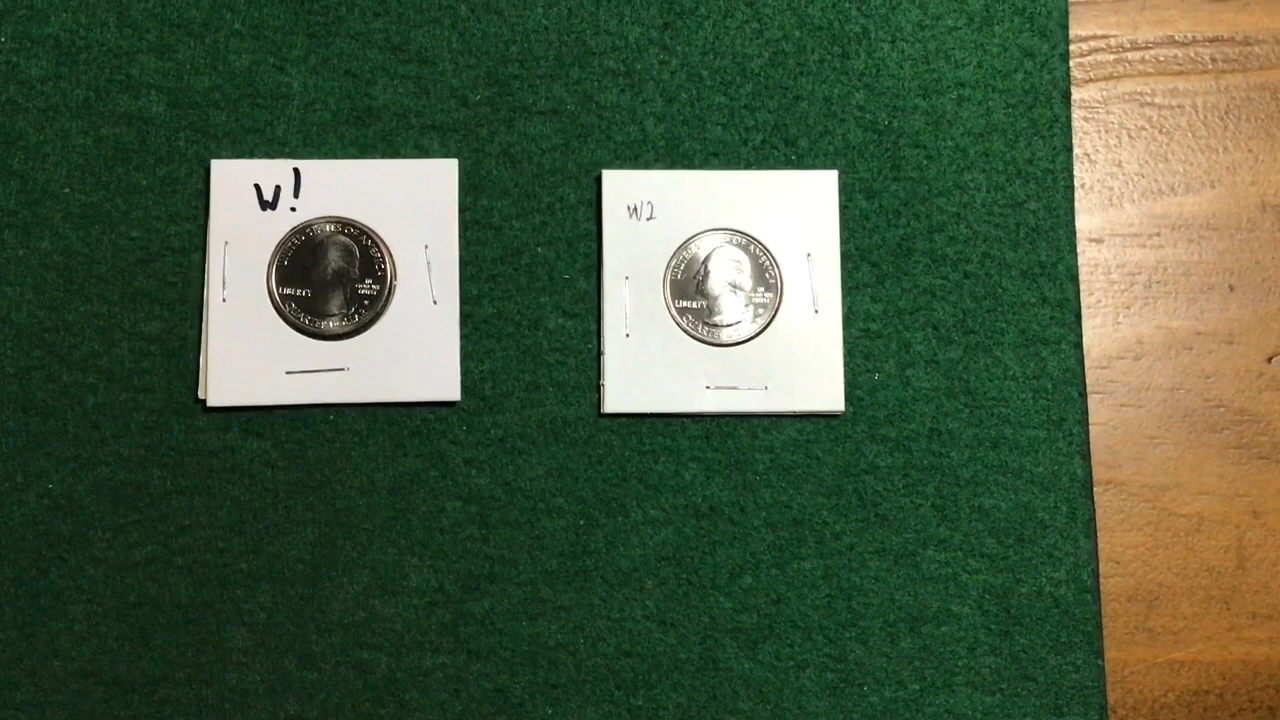 W!
UNITED STATES OF AMERICA
LIBERTY
IN
GOD WE
TRUST
QUARTER DOLLAR
W2
UNITED OF AMERICA
LIBERTY
IN
GOD WE
TRUST
QUARTER